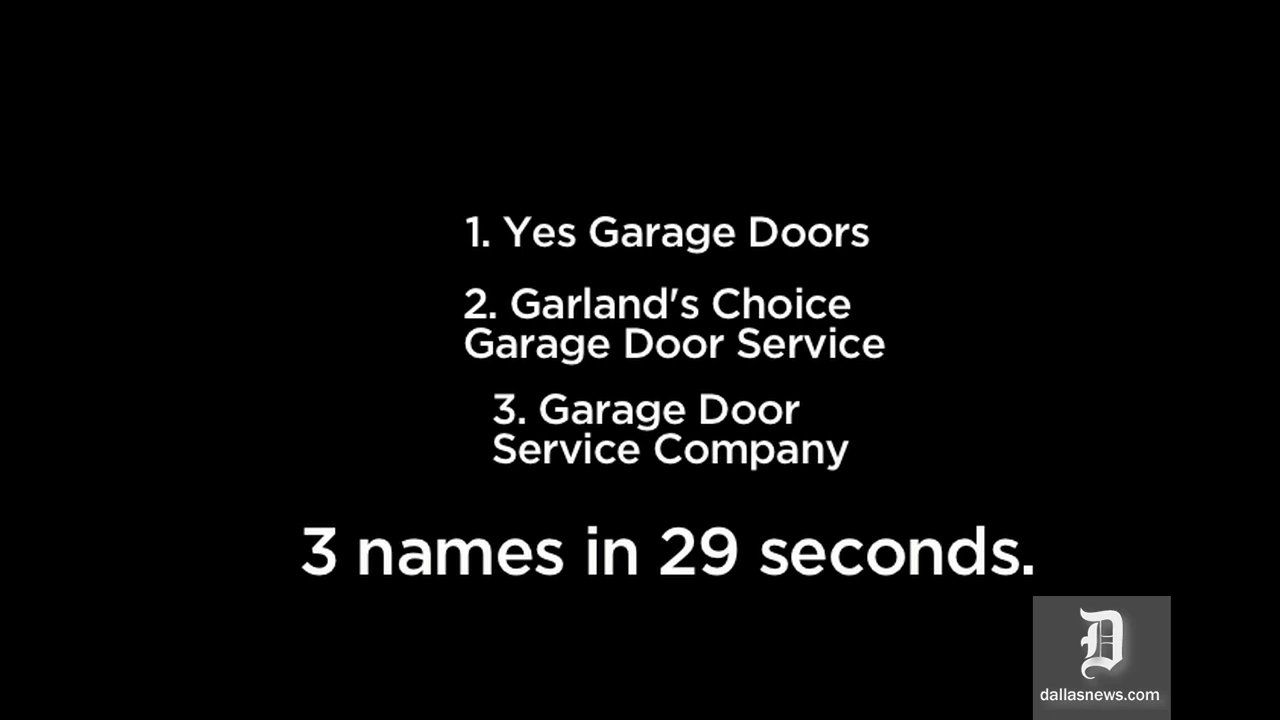 1. Yes Garage Doors
2. Garland's Choice
Garage Door Service
3. Garage Door
Service Company
3 names in 29 seconds.
D
dallasnews.com